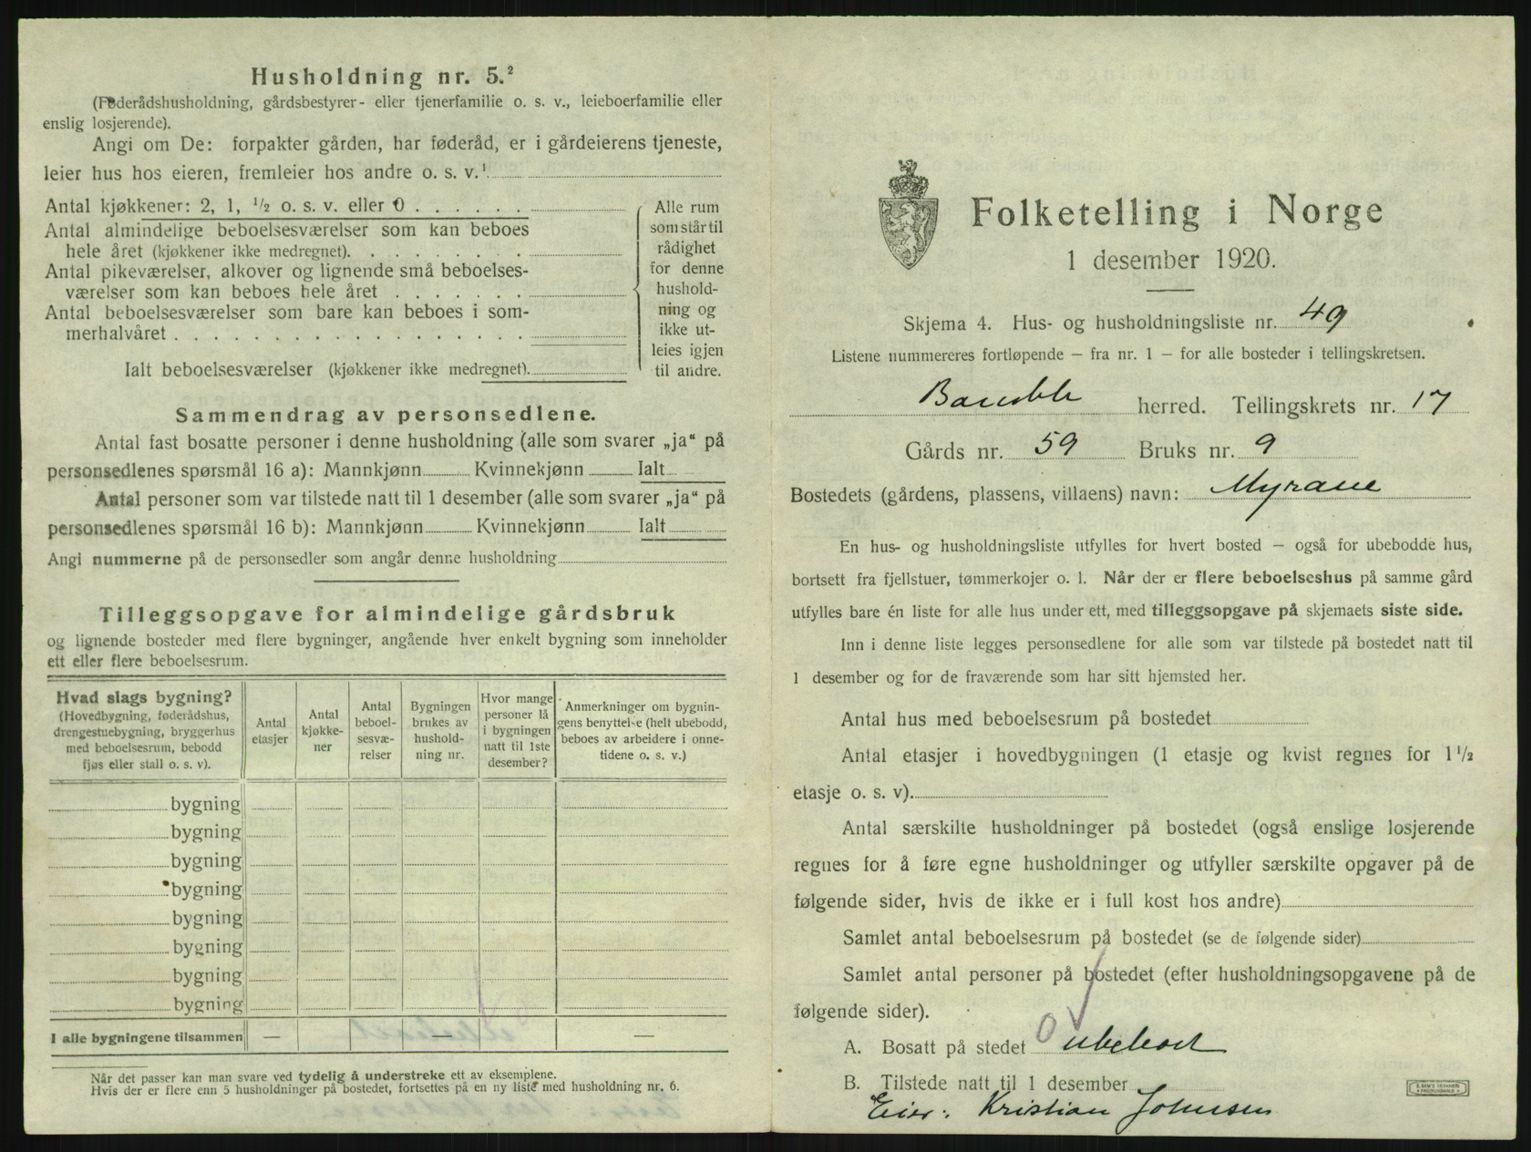 Husholdning nr. 5.²
(Føderådshusholdning, gårdsbestyrer- eller tjenerfamilie o. s. v., leieboerfamilie eller
enslig losjerende).
Angi om De: forpakter gården, har føderåd, er i gårdeierens tjeneste,
leier hus hos eieren, fremleier hos andre o. s. v.¹
Antal kjøkkener: 2, 1, ½ o. s. v. eller 0
Antal almindelige beboelsesværelser som kan beboes
hele året (kjøkkener ikke medregnet).
Antal pikeværelser, alkover og lignende små beboelses-
værelser som kan beboes hele året
Antal beboelsesværelser som bare kan beboes i som-
merhalvåret
Ialt beboelsesværelser (kjøkkener ikke medregnet).
Alle rum
som står til
rådighet
for denne
hushold-
ning og
ikke ut-
leies igjen
til andre.
Sammendrag av personsedlene.
Antal fast bosatte personer i denne husholdning (alle som svarer „ja“ på
personsedlenes spørsmål 16 a): Mannkjønn Kvinnekjønn Ialt
Antal personer som var tilstede natt til 1 desember (alle som svarer „ja“ på
personsedlenes spørsmål 16 b): Mannkjønn Kvinnekjønn Ialt
Angi nummerne på de personsedler som angår denne husholdning
Tilleggsopgave for almindelige gårdsbruk
og lignende bosteder med flere bygninger, angående hver enkelt bygning som inneholder
ett eller flere beboelsesrum.
Hvad slags bygning?
(Hovedbygning, føderådshus,
drengestuebygning, bryggerhus
med beboelsesrum, bebodd
fjøs eller stall o. s. v).
Antal
etasjer
Antal
kjøkke-
ner
Antal
beboel-
sesvæ-
relser
Bygningen
brukes av
hushold-
ning nr.
Hvor mange
personer lå
i bygningen
natt til 1ste
desember?
Anmerkninger om bygnin-
gens benyttelse (helt ubebodd,
beboes av arbeidere i onne-
tidene o. s. v.)
bygning
bygning
bygning
bygning
bygning
bygning
bygning
bygning
I alle bygningene tilsammen — — —
Når det passer kan man svare ved tydelig å understreke ett av eksemplene.
Hvis der er flere enn 5 husholdninger på bostedet, fortsettes på en ny liste med husholdning nr. 6.
Folketelling i Norge
1 desember 1920.
Skjema 4. Hus- og husholdningsliste nr. 49
Listene nummereres fortløpende — fra nr. 1 — for alle bosteder i tellingskretsen.
Bamble herred. Tellingskrets nr. 17
Gårds nr. 59 Bruks nr. 9
Bostedets (gårdens, plassens, villaens) navn: Myrane
En hus- og husholdningsliste utfylles for hvert bosted — også for ubebodde hus,
bortsett fra fjellstuer, tømmerkojer o. l. Når der er flere beboelseshus på samme gård
utfylles bare én liste for alle hus under ett, med tilleggsopgave på skjemaets siste side.
Inn i denne liste legges personsedlene for alle som var tilstede på bostedet natt til
1 desember og for de fraværende som har sitt hjemsted her.
Antal hus med beboelsesrum på bostedet
Antal etasjer i hovedbygningen (1 etasje og kvist regnes for 1½
etasje o. s. v).
Antal særskilte husholdninger på bostedet (også enslige losjerende
regnes for å føre egne husholdninger og utfyller særskilte opgaver på de
følgende sider, hvis de ikke er i full kost hos andre)
Samlet antal beboelsesrum på bostedet (se de følgende sider)
Samlet antal personer på bostedet (efter husholdningsopgavene på de
følgende sider).
A. Bosatt på stedet 0 ubeboet
B. Tilstede natt til 1 desember
Eier: Kristian Johnsen